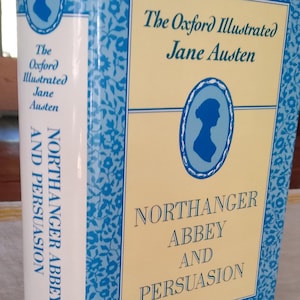 The Oxford Illustrated
Jane Austen
NORTHANGER
ABBEY
AND
PERSUASION
The
Oxford
Illustrated
Jane
Austen
NORTHANGER ABBEY
AND PERSUASION